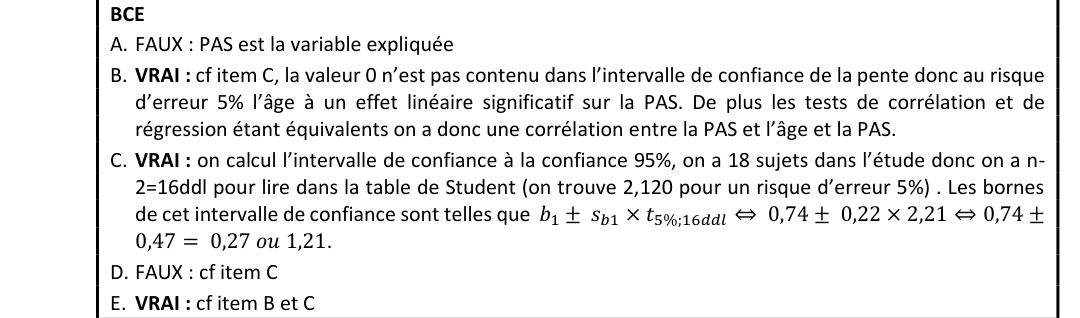 BCE
A. FAUX : PAS est la variable expliquée
B. VRAI : cf item C, la valeur 0 n’est pas contenu dans l’intervalle de confiance de la pente donc au risque
d’erreur 5% l’âge à un effet linéaire significatif sur la PAS. De plus les tests de corrélation et de
régression étant équivalents on a donc une corrélation entre la PAS et l’âge et la PAS.
C. VRAI : on calcul l’intervalle de confiance à la confiance 95%, on a 18 sujets dans l’étude donc on a n-
2=16ddl pour lire dans la table de Student (on trouve 2,120 pour un risque d’erreur 5%) . Les bornes
de cet intervalle de confiance sont telles que b₁ ± s_b1 × t_5%;16ddl ⇔ 0,74 ± 0,22 × 2,21 ⇔ 0,74 ±
0,47 = 0,27 ou 1,21.
D. FAUX : cf item C
E. VRAI : cf item B et C